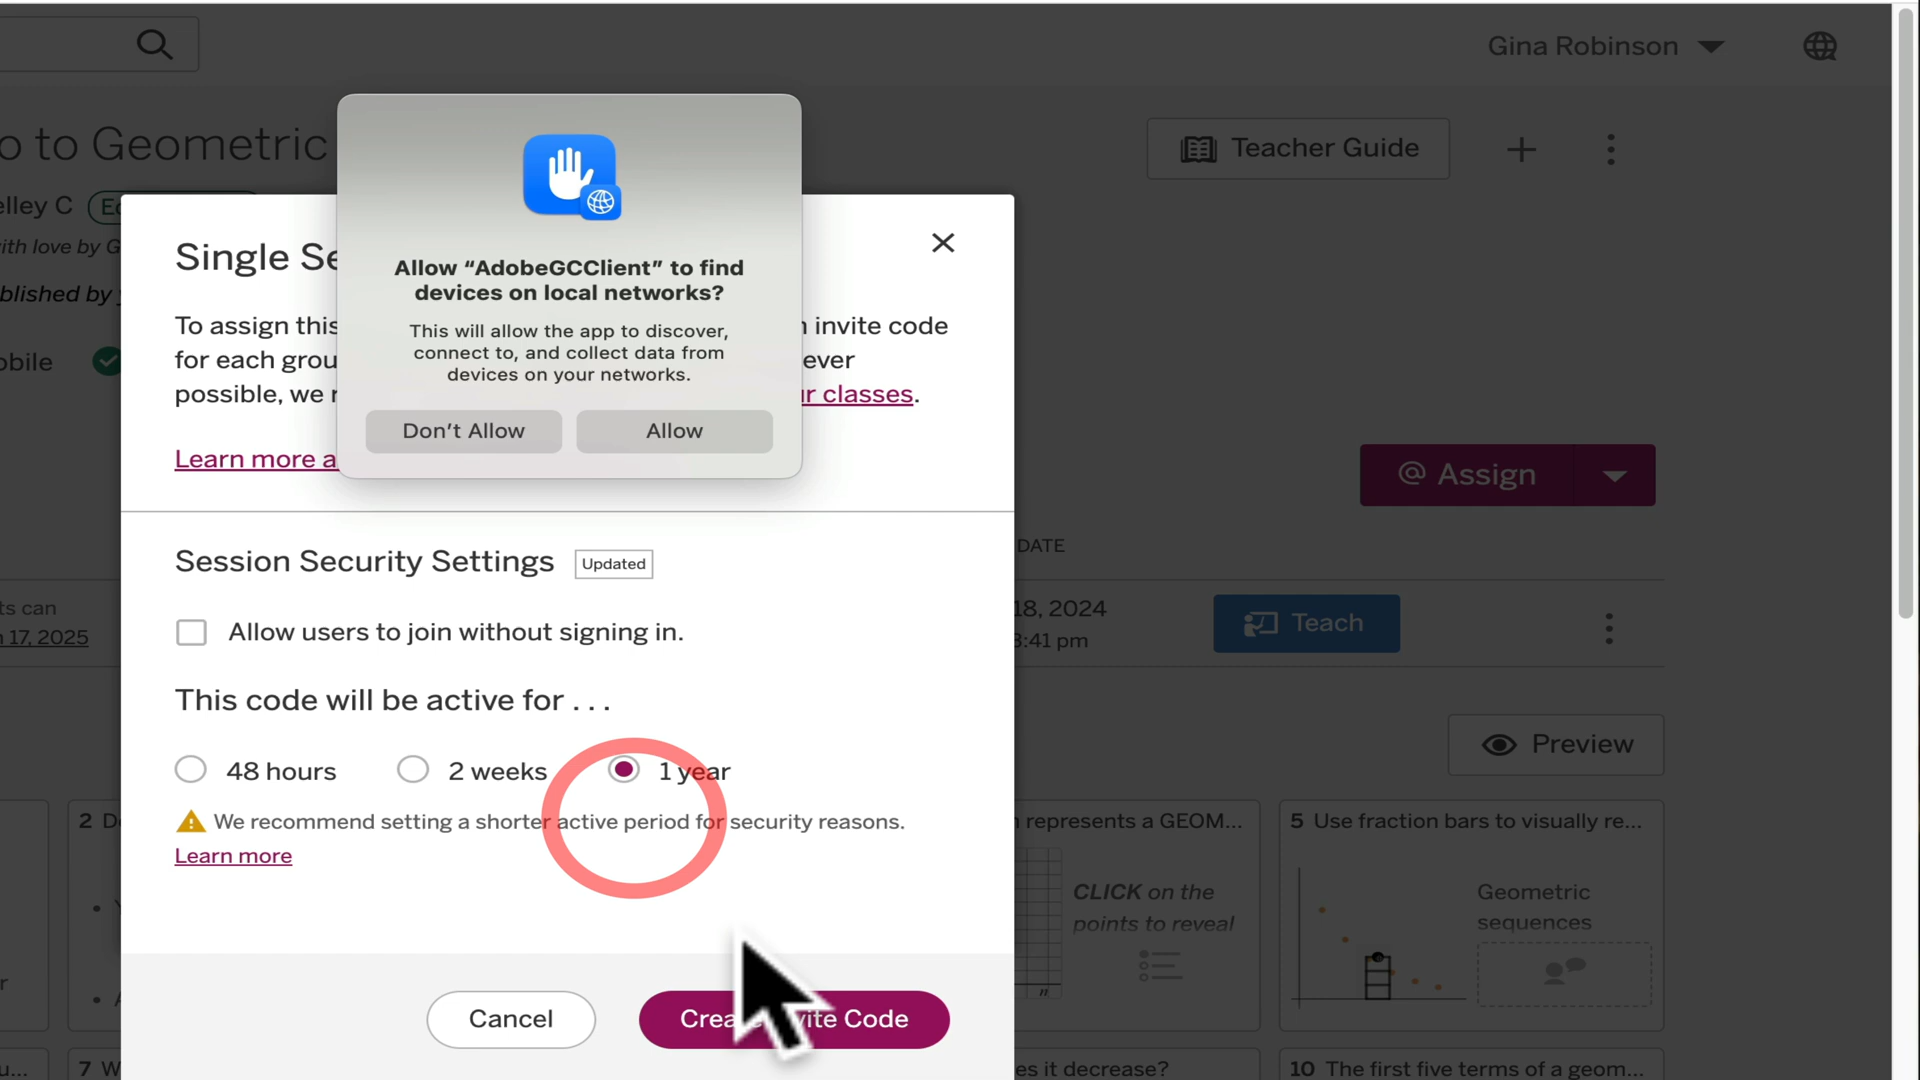 Gina Robinson
o to Geometric
Teacher Guide
elley C
ith love by G
blished by
obile
Allow “AdobeGCClient” to find
devices on local networks?
This will allow the app to discover,
connect to, and collect data from
devices on your networks.
Don’t Allow
Allow
Single Se
To assign this
invite code
for each grou
ever
possible, we r
ur classes.
Learn more a
@ Assign
Session Security Settings
Updated
DATE
Allow users to join without signing in.
ts can
17, 2025
18, 2024
3:41 pm
Teach
This code will be active for . . .
48 hours
2 weeks
1 year
We recommend setting a shorter active period for security reasons.
Learn more
Preview
2 D
represents a GEOM...
CLICK on the
points to reveal
n
5 Use fraction bars to visually re...
Geometric
sequences
Cancel
Create Invite Code
7 W
es it decrease?
10 The first five terms of a geom...